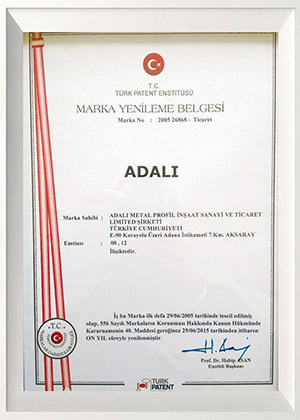 T.C.
TÜRK PATENT ENSTİTÜSÜ
MARKA YENİLEME BELGESİ
Marka No : 2005 26868 - Ticaret
ADALI
Marka Sahibi : ADALI METAL PROFİL İNŞAAT SANAYİ VE TİCARET
LIMITED ŞİRKETİ
TÜRKİYE CUMHURİYETİ
E-90 Karayolu Üzeri Adana İstikameti 7.Km. AKSARAY
Emtiası : 08 , 12
İlişiktedir.
İş bu Marka ilk defa 29/06/2005 tarihinde tescil edilmiş
olup, 556 Sayılı Markaların Korunması Hakkında Kanun Hükmünde
Kararnamenin 40. Maddesi gereğince 29/06/2015 tarihinden itibaren
ON YIL süreyle yenilenmiştir.
T.C.
Prof. Dr. Habip ASAN
Enstitü Başkanı
TÜRK
PATENT